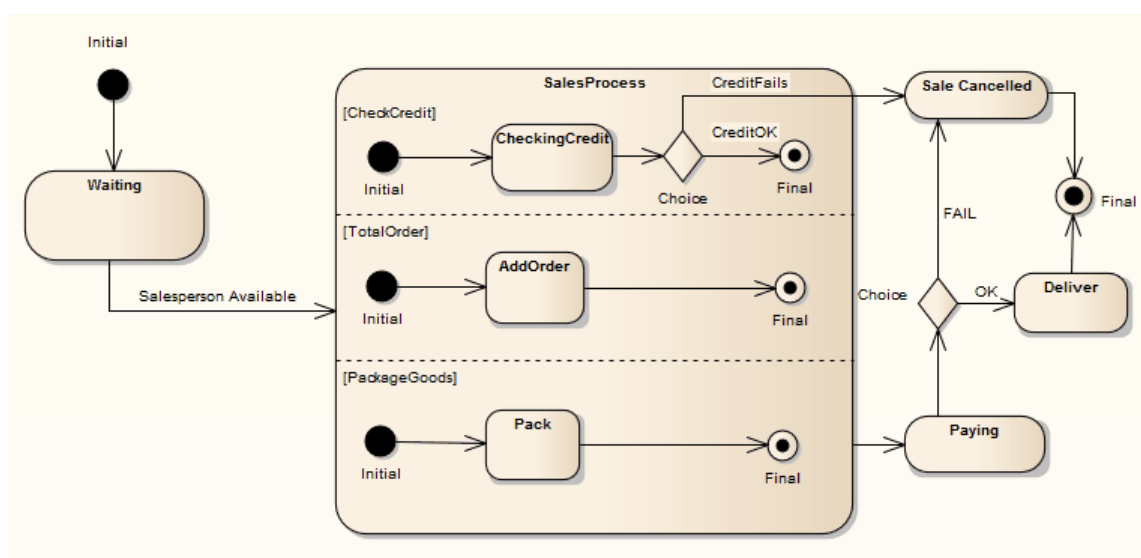 Initial
Waiting
Salesperson Available
SalesProcess
[CheckCredit]
Initial
CheckingCredit
Choice
CreditFails
CreditOK
Final
[TotalOrder]
Initial
AddOrder
Final
[PackageGoods]
Initial
Pack
Final
Sale Cancelled
Final
FAIL
Choice
OK
Deliver
Paying